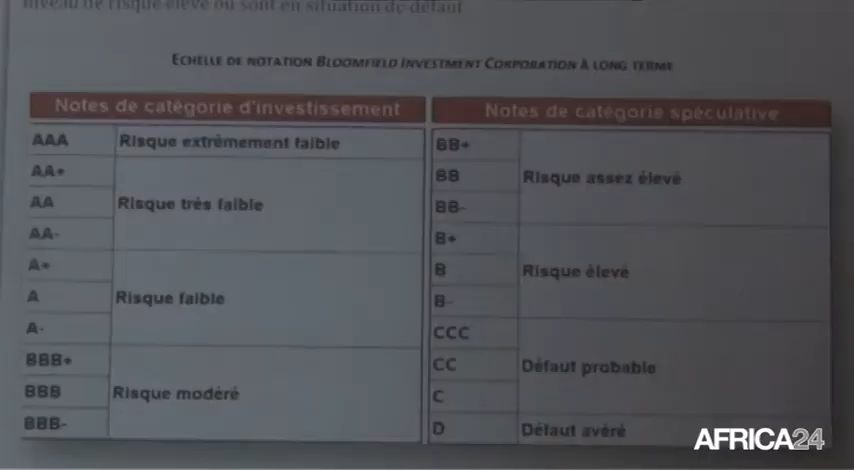 niveau de risque élevé ou sont en situation de défaut
ECHELLE DE NOTATION BLOOMFIELD INVESTMENT CORPORATION À LONG TERME
Notes de catégorie d'investissement
AAA Risque extrêmement faible
AA+
AA Risque très faible
AA-
A+
A Risque faible
A-
BBB+
BBB Risque modéré
BBB-
Notes de catégorie spéculative
BB+
BB Risque assez élevé
BB-
B+
B Risque élevé
B-
CCC
CC Défaut probable
C
D Défaut avéré
AFRICA24